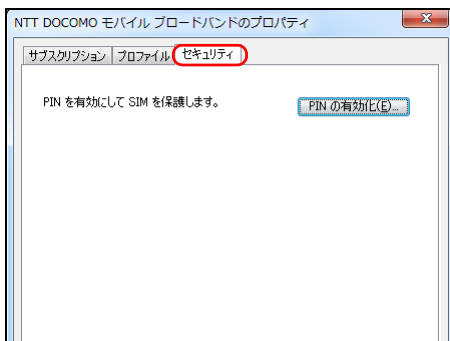 NTT DOCOMO モバイル ブロードバンドのプロパティ
サブスクリプション プロファイル セキュリティ
PIN を有効にして SIM を保護します。 PIN の有効化(E)...